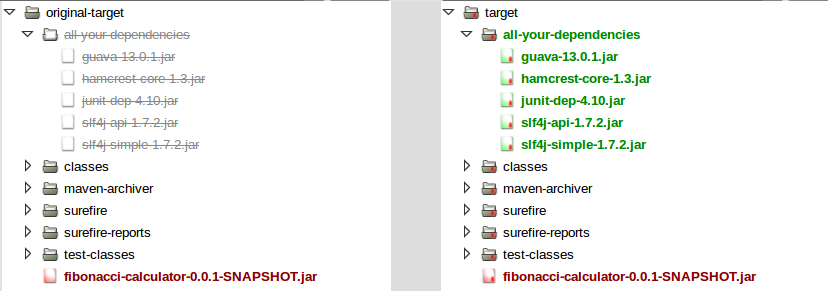 original-target
all-your-dependencies
guava-13.0.1.jar
hamcrest-core-1.3.jar
junit-dep-4.10.jar
slf4j-api-1.7.2.jar
slf4j-simple-1.7.2.jar
classes
maven-archiver
surefire
surefire-reports
test-classes
fibonacci-calculator-0.0.1-SNAPSHOT.jar
target
all-your-dependencies
guava-13.0.1.jar
hamcrest-core-1.3.jar
junit-dep-4.10.jar
slf4j-api-1.7.2.jar
slf4j-simple-1.7.2.jar
classes
maven-archiver
surefire
surefire-reports
test-classes
fibonacci-calculator-0.0.1-SNAPSHOT.jar